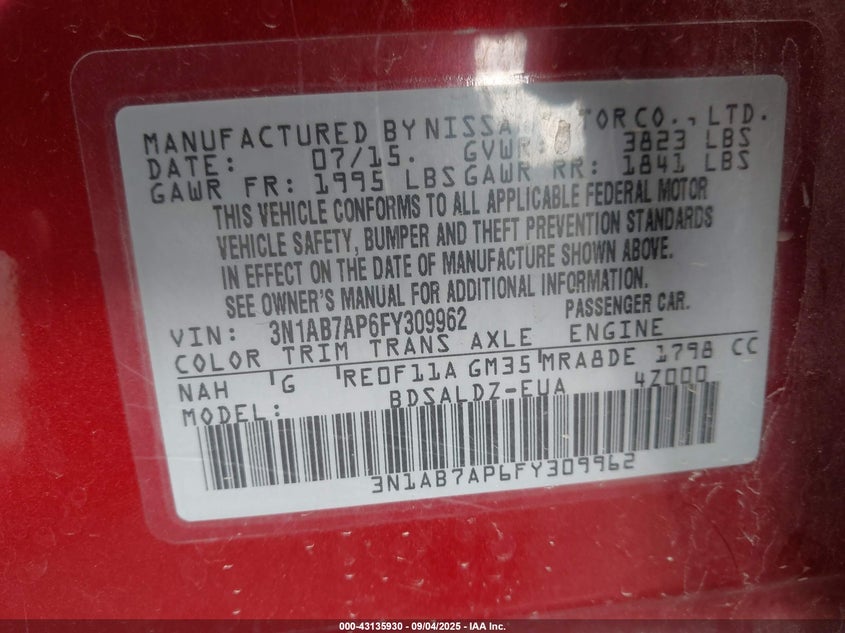 MANUFACTURED BY NISSA TOR CO., LTD.
DATE: 07/15. GVWR: 3823 LBS
GAWR FR: 1995 LBS GAWR RR: 1841 LBS
THIS VEHICLE CONFORMS TO ALL APPLICABLE FEDERAL MOTOR
VEHICLE SAFETY, BUMPER AND THEFT PREVENTION STANDARDS
IN EFFECT ON THE DATE OF MANUFACTURE SHOWN ABOVE.
SEE OWNER'S MANUAL FOR ADDITIONAL INFORMATION.
VIN: 3N1AB7AP6FY309962 PASSENGER CAR.
COLOR TRIM TRANS AXLE ENGINE
NAH G RE0F11A GM35 MRA8DE 1798 CC
MODEL: BDSALDZ-EUA 4Z000
3N1AB7AP6FY309962
000-43135930 - 09/04/2025 - IAA Inc.